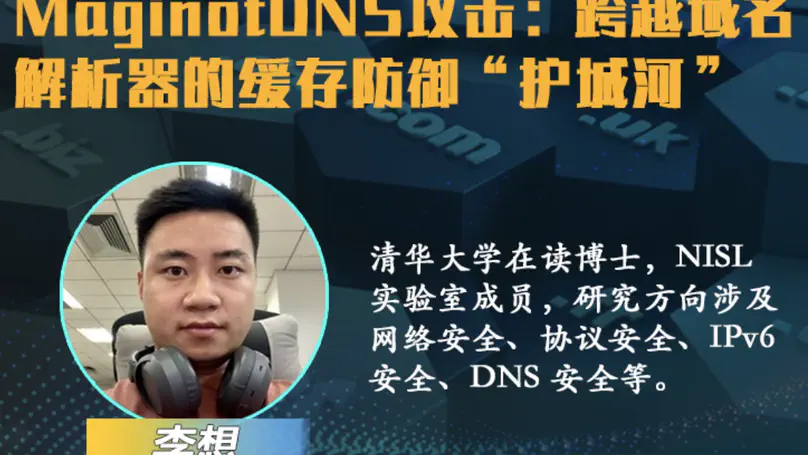 MaginotDNS攻击：跨越域名
解析器的缓存防御“护城河”
.biz
.com
.uk
清华大学在读博士，NISL
实验室成员，研究方向涉及
网络安全、协议安全、IPv6
安全、DNS 安全等。
李想